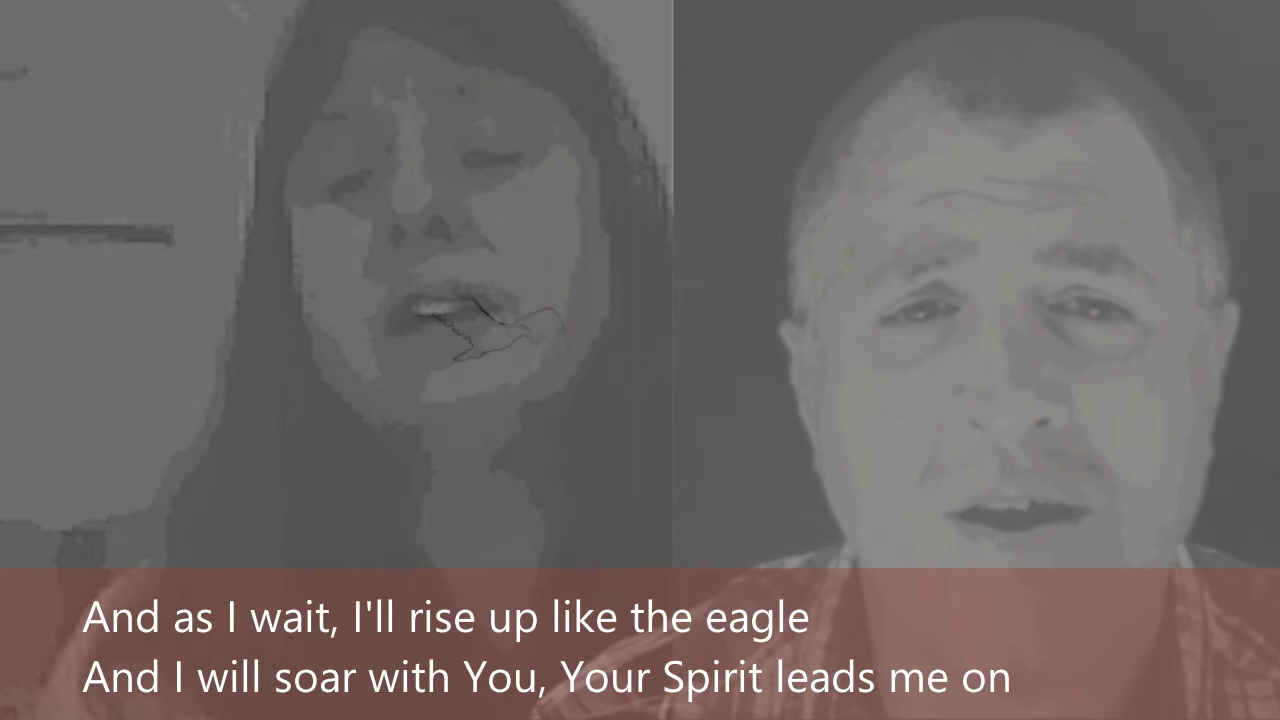 And as I wait, I'll rise up like the eagle
And I will soar with You, Your Spirit leads me on